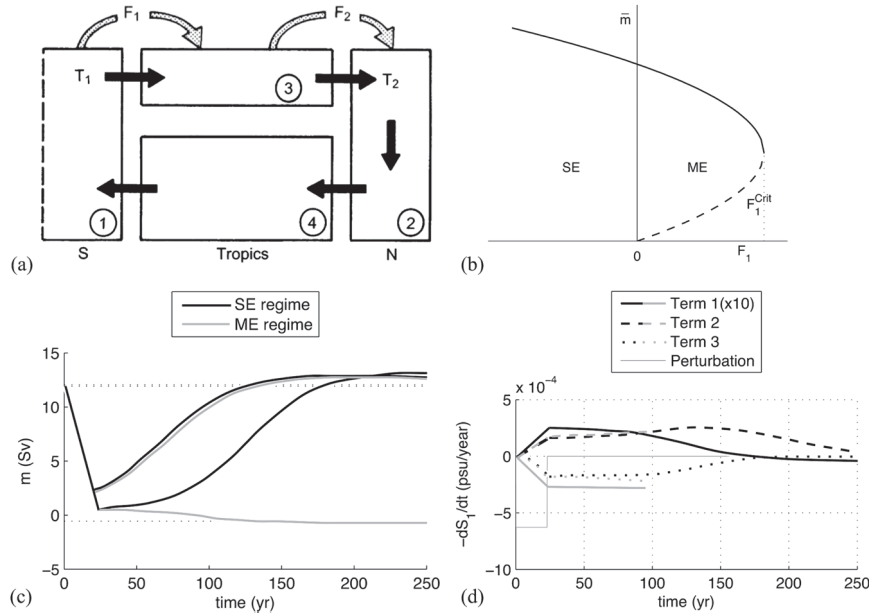 F1
F2
T1
3
T2
1
4
2
S
Tropics
N
(a)
m̅
SE
ME
F1^Crit
0
F1
(b)
SE regime
ME regime
15
10
5
0
-5
m (Sv)
0
50
100
150
200
250
time (yr)
(c)
Term 1(x10)
Term 2
Term 3
Perturbation
x 10^-4
5
0
-5
-10
-dS1/dt (psu/year)
0
50
100
150
200
250
time (yr)
(d)